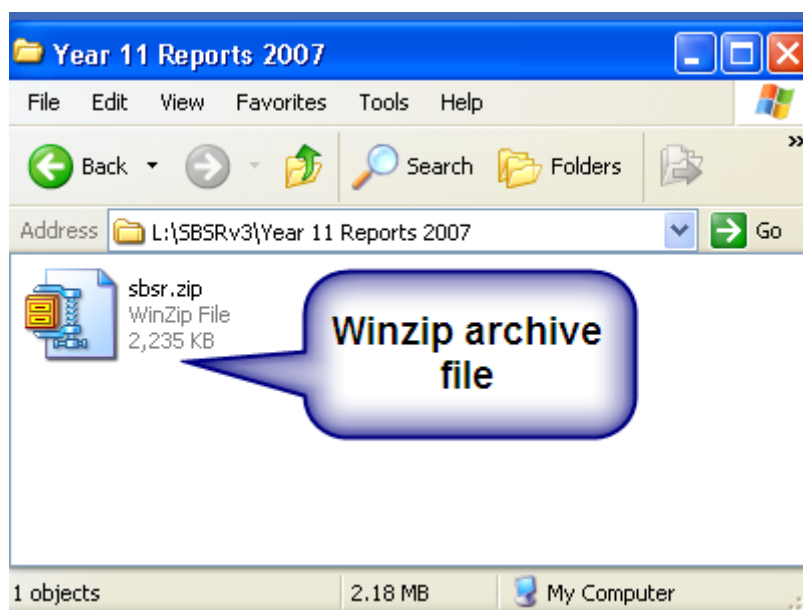 Year 11 Reports 2007
File Edit View Favorites Tools Help
Back Search Folders »
Address L:\SBSRv3\Year 11 Reports 2007 Go
sbsr.zip
WinZip File
2,235 KB
Winzip archive
file
1 objects 2.18 MB My Computer